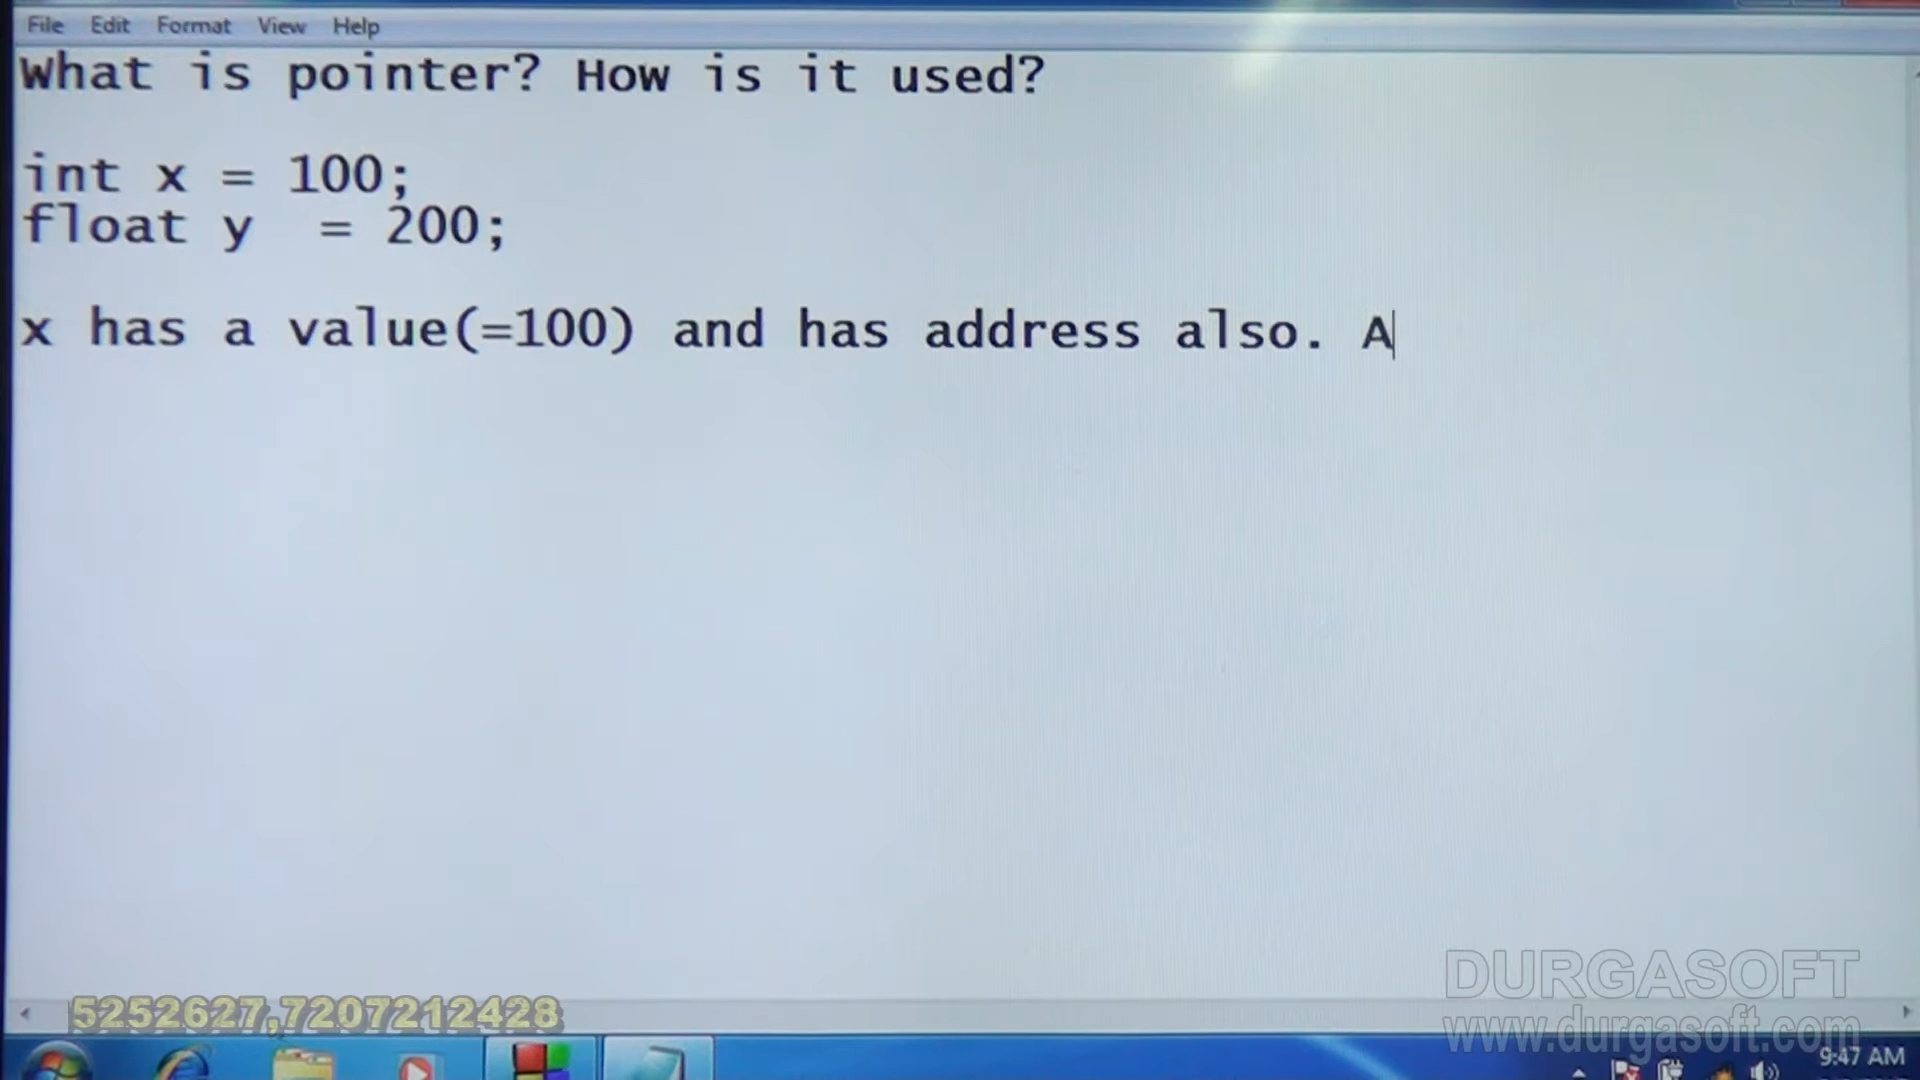 File Edit Format View Help
What is pointer? How is it used?
int x = 100;
float y  = 200;
x has a value(=100) and has address also. A
DURGASOFT
5252627,7207212428
www.durgasoft.com
9:47 AM